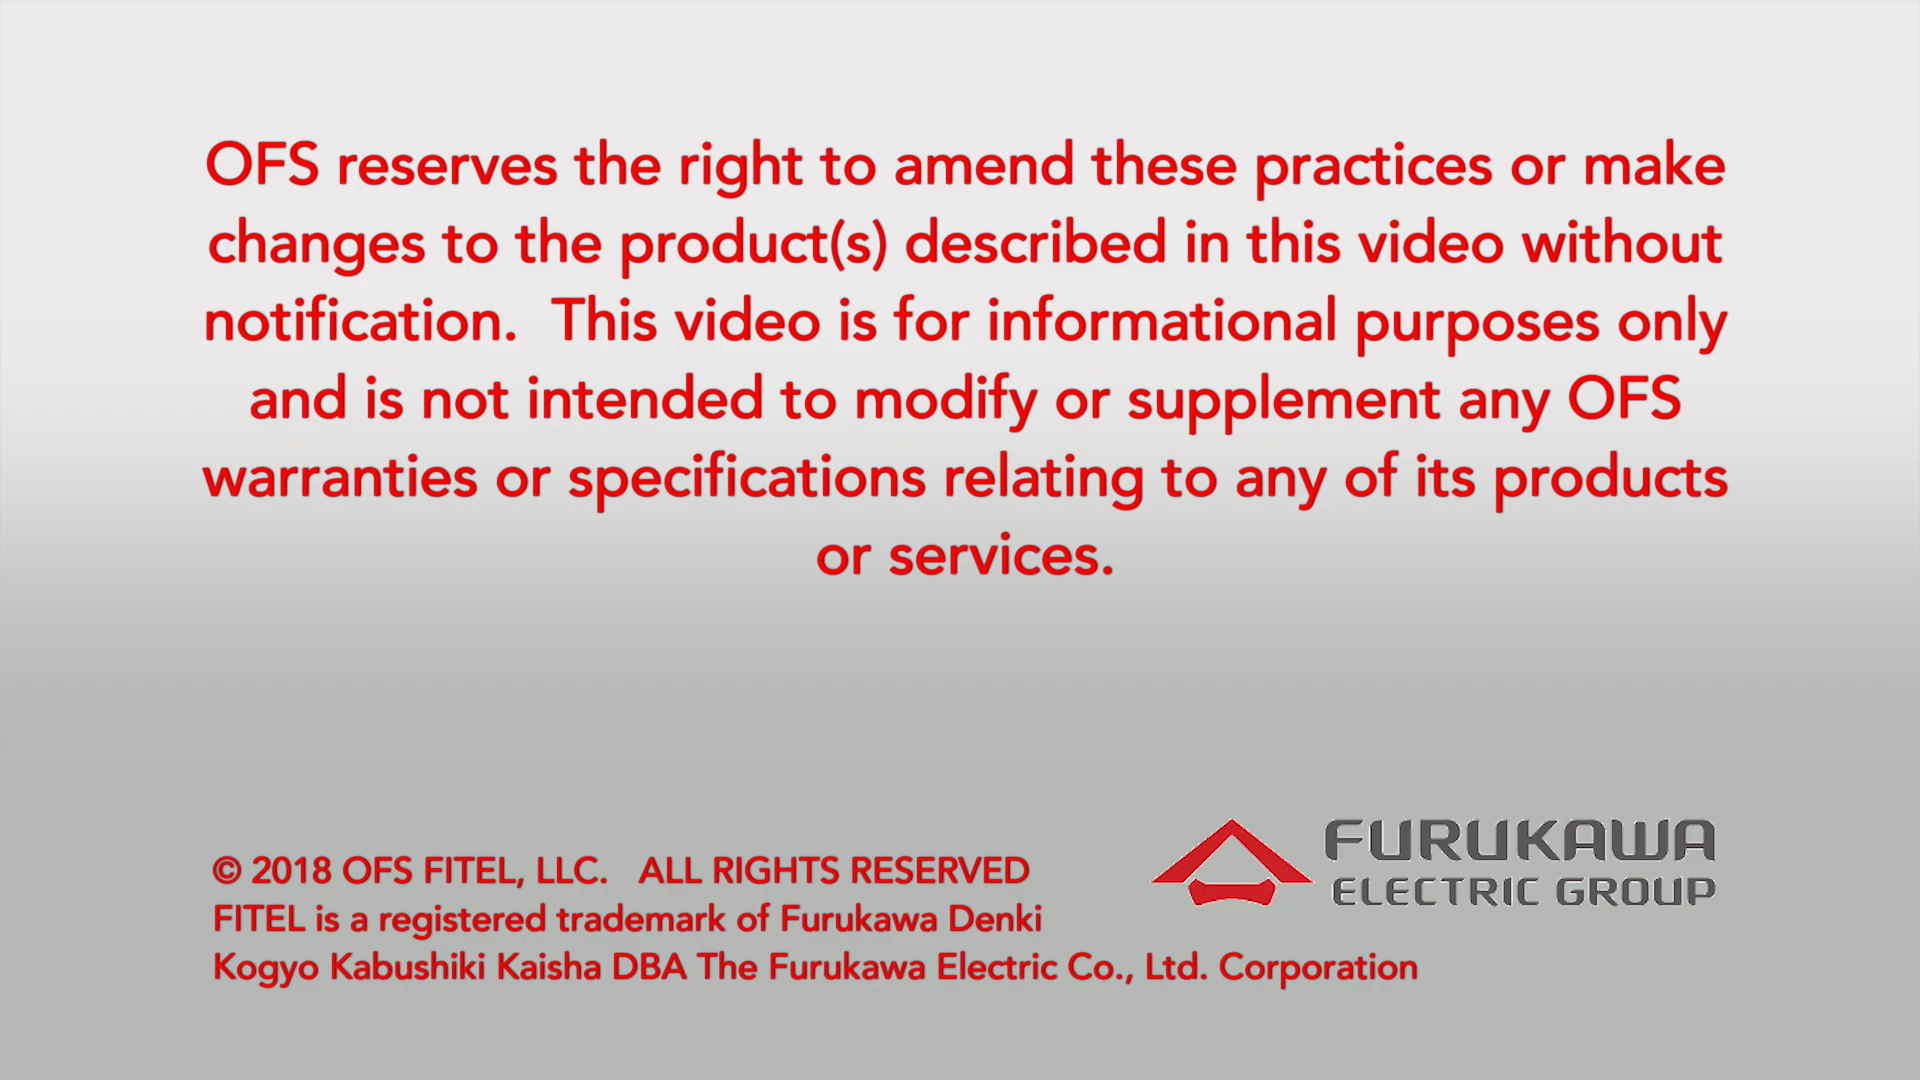 OFS reserves the right to amend these practices or make
changes to the product(s) described in this video without
notification.  This video is for informational purposes only
and is not intended to modify or supplement any OFS
warranties or specifications relating to any of its products
or services.
FURUKAWA
ELECTRIC GROUP
© 2018 OFS FITEL, LLC.   ALL RIGHTS RESERVED
FITEL is a registered trademark of Furukawa Denki
Kogyo Kabushiki Kaisha DBA The Furukawa Electric Co., Ltd. Corporation